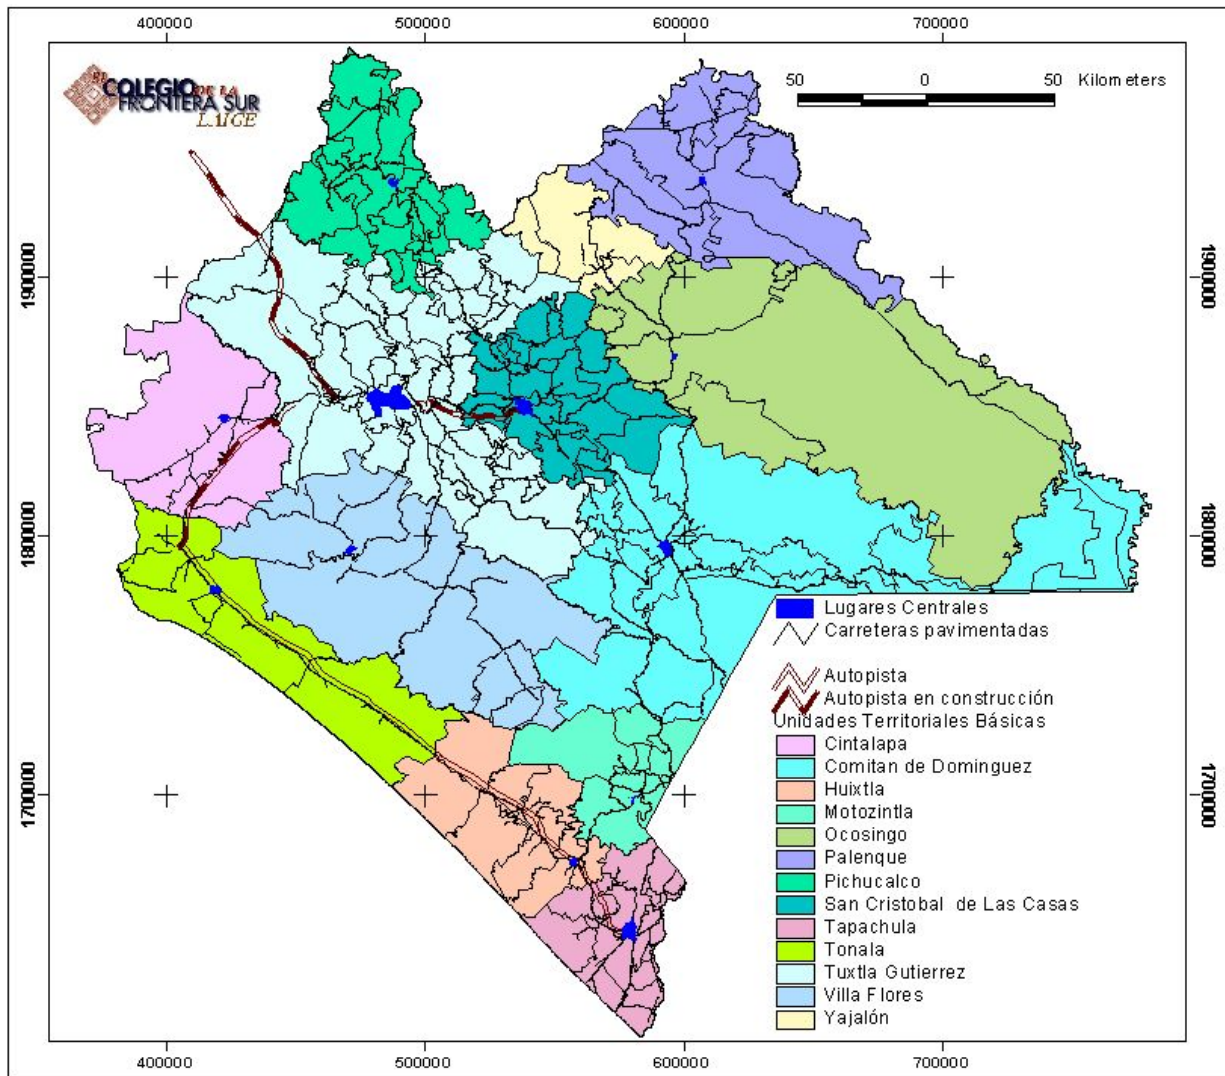 400000 500000 600000 700000
EL COLEGIO DE LA
FRONTERA SUR
LAIGE
50 0 50 Kilometers
1900000 1900000
1800000 1800000
1700000 1700000
Lugares Centrales
Carreteras pavimentadas
Autopista
Autopista en construcción
Unidades Territoriales Básicas
Cintalapa
Comitan de Dominguez
Huixtla
Motozintla
Ocosingo
Palenque
Pichucalco
San Cristobal de Las Casas
Tapachula
Tonala
Tuxtla Gutierrez
Villa Flores
Yajalón
400000 500000 600000 700000